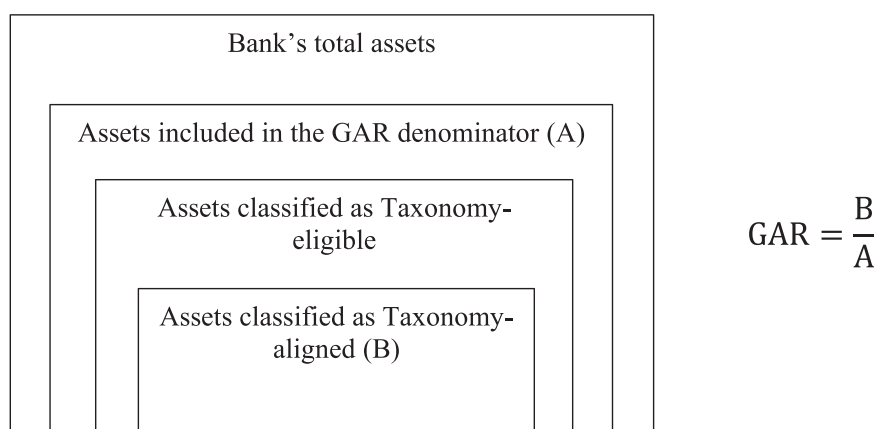 Bank’s total assets
Assets included in the GAR denominator (A)
Assets classified as Taxonomy-
eligible
Assets classified as Taxonomy-
aligned (B)
GAR = B/A